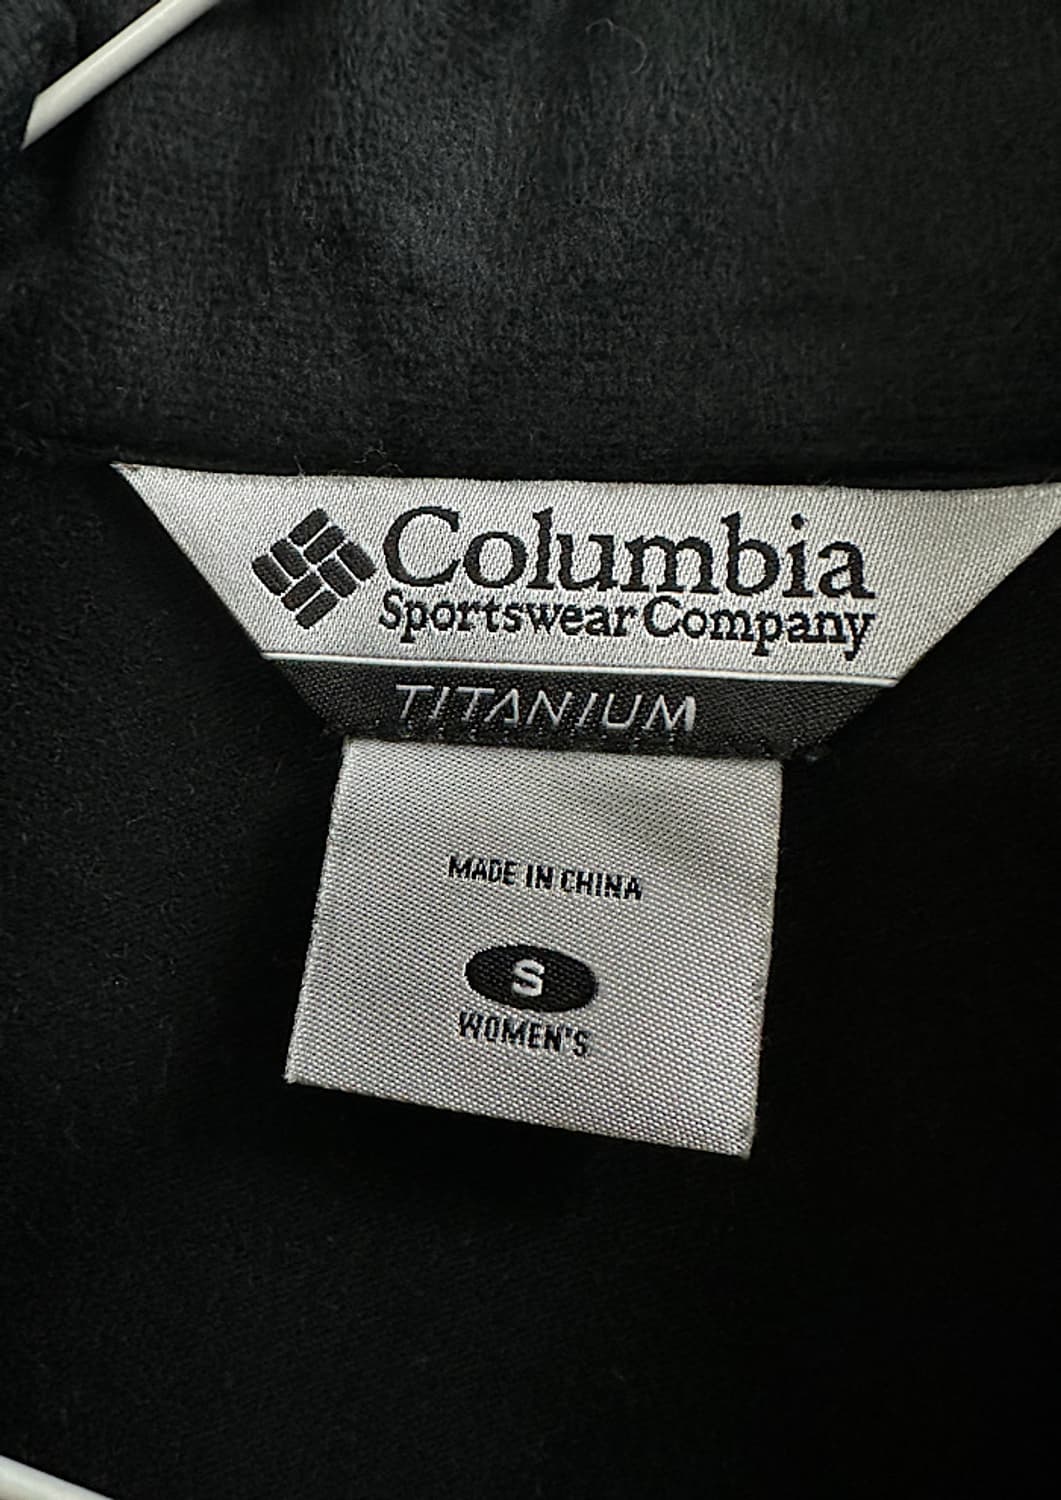 Columbia
Sportswear Company
TITANIUM
MADE IN CHINA
S
WOMEN'S